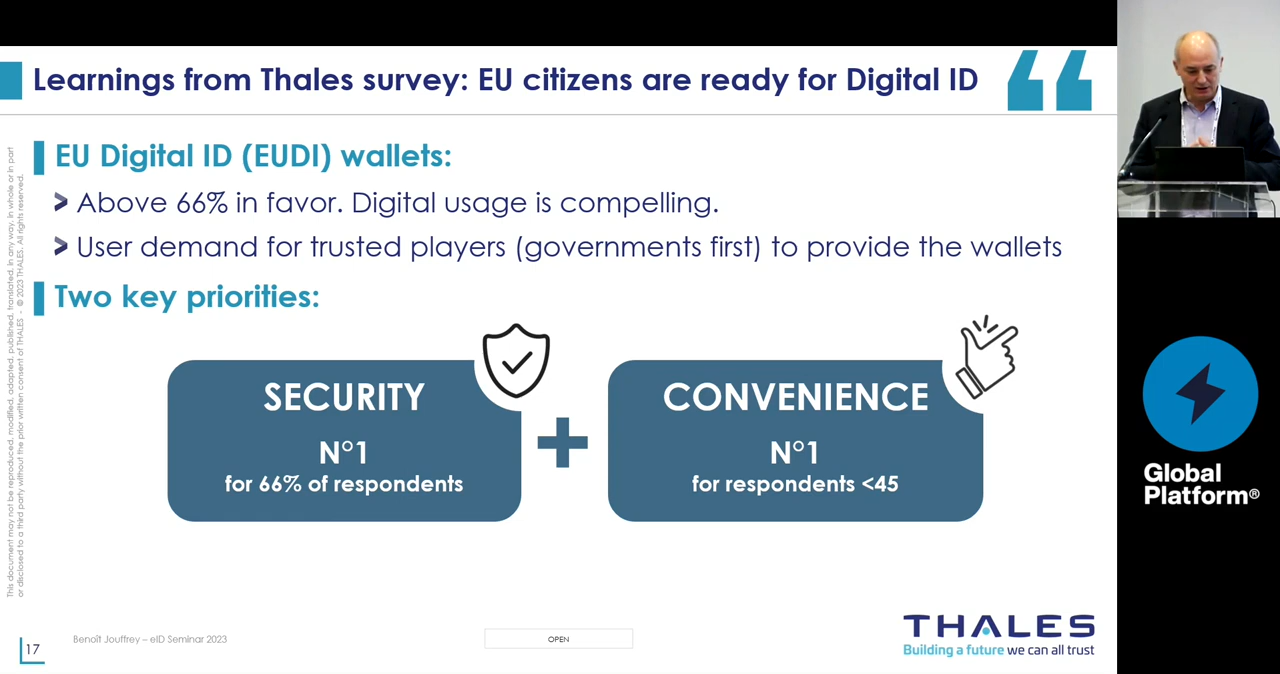 Learnings from Thales survey: EU citizens are ready for Digital ID
EU Digital ID (EUDI) wallets:
Above 66% in favor. Digital usage is compelling.
User demand for trusted players (governments first) to provide the wallets
Two key priorities:
SECURITY
N°1
for 66% of respondents
CONVENIENCE
N°1
for respondents <45
This document may not be reproduced, modified, adapted, published, translated, in any way, in whole or in part
or disclosed to a third party without the prior written consent of THALES - © 2023 THALES. All rights reserved.
17
Benoît Jouffrey – eID Seminar 2023
OPEN
THALES
Building a future we can all trust
Global
Platform®